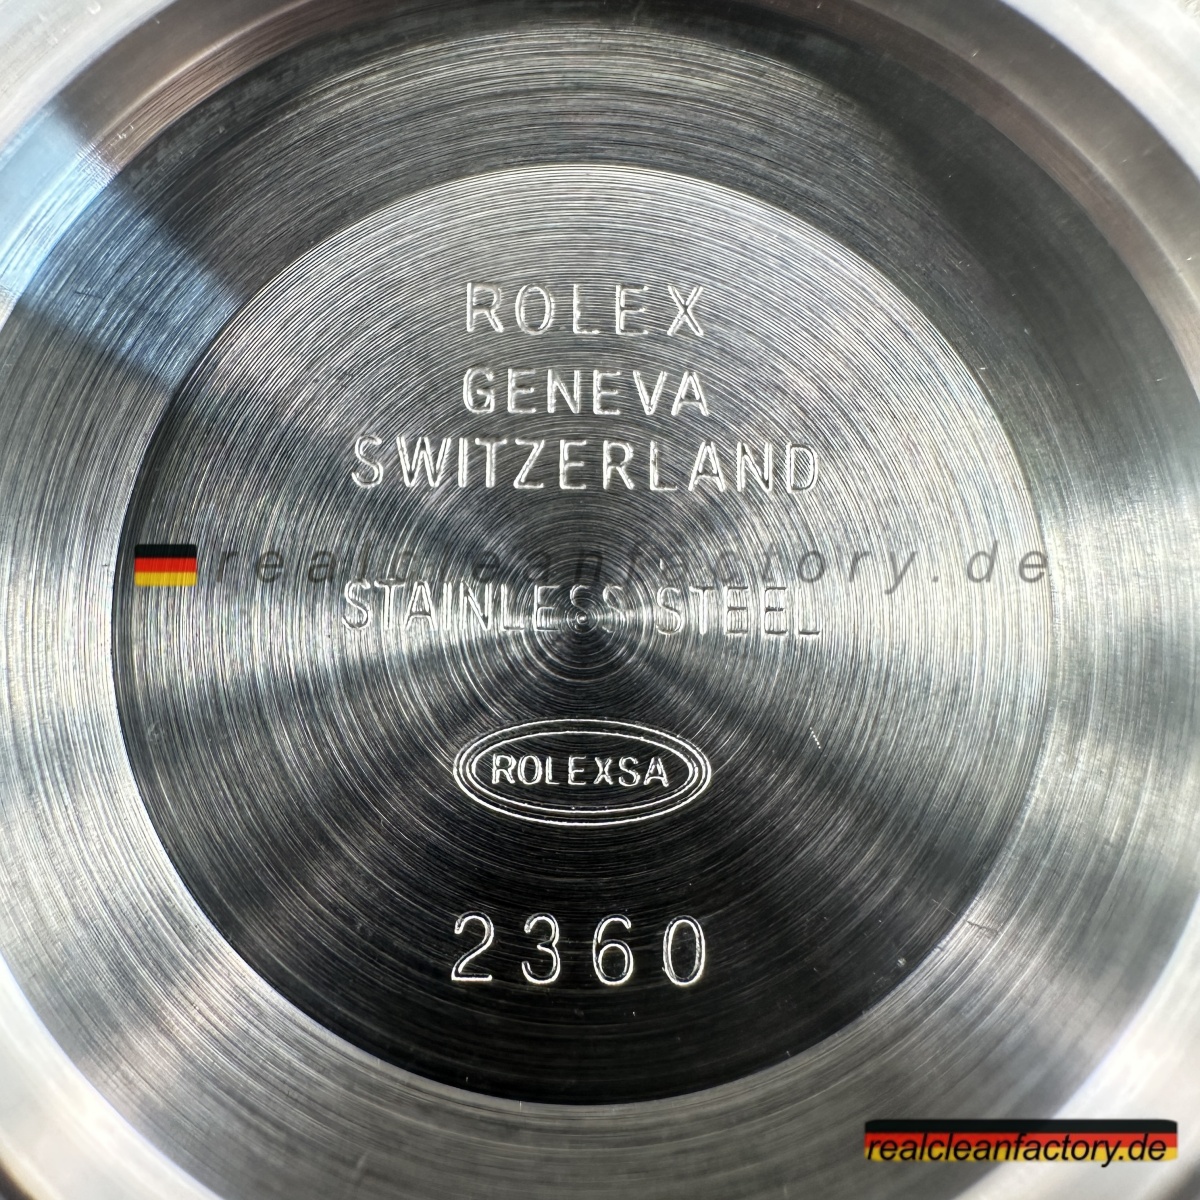 ROLEX
GENEVA
SWITZERLAND
realcleanfactory.de
STAINLESS STEEL
ROLEXSA
2360
realcleanfactory.de